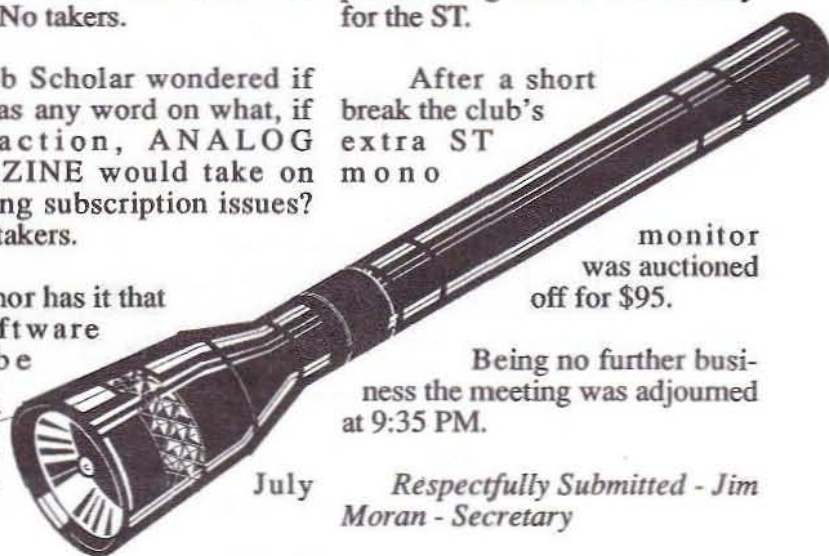 No takers.
b Scholar wondered if
as any word on what, if
action, ANALOG
ZINE would take on
ng subscription issues?
takers.
nor has it that
ftware
be
July
for the ST.
After a short
break the club's
extra ST
mono
monitor
was auctioned
off for $95.
Being no further busi-
ness the meeting was adjourned
at 9:35 PM.
Respectfully Submitted - Jim
Moran - Secretary